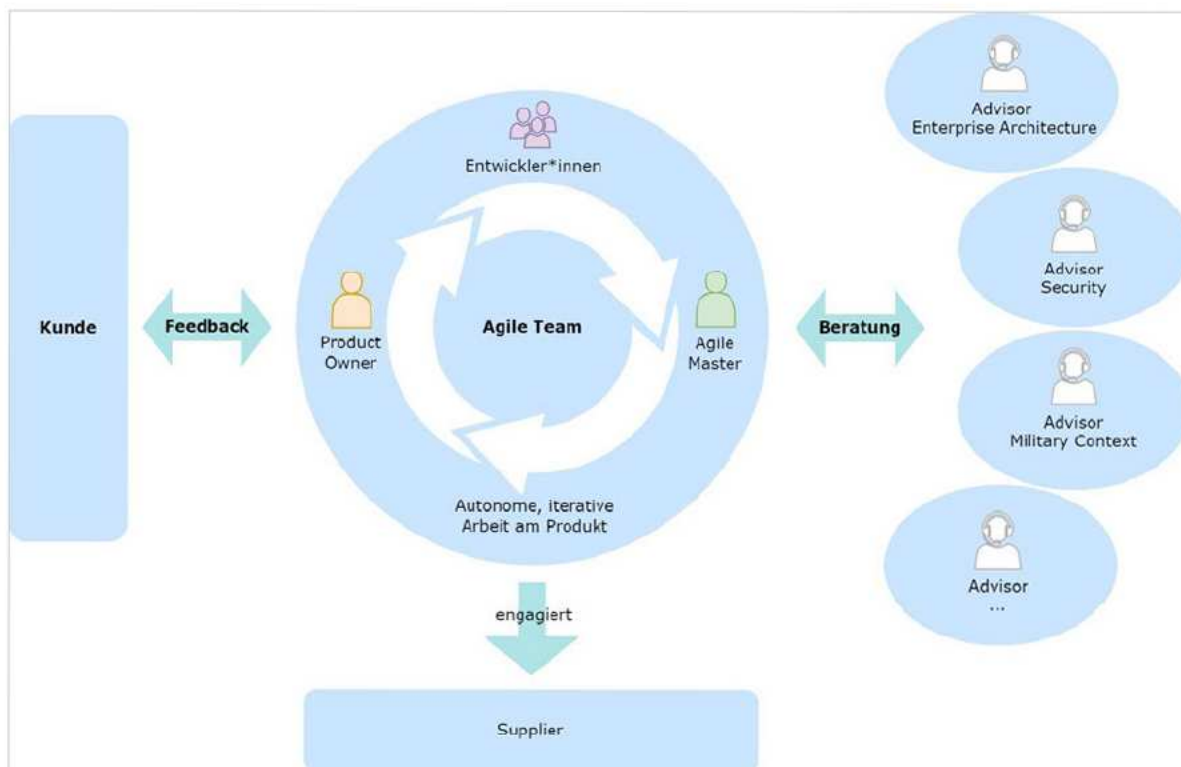 Kunde
Feedback
Entwickler*innen
Product
Owner
Agile Team
Agile
Master
Autonome, iterative
Arbeit am Produkt
engagiert
Supplier
Beratung
Advisor
Enterprise Architecture
Advisor
Security
Advisor
Military Context
Advisor
...